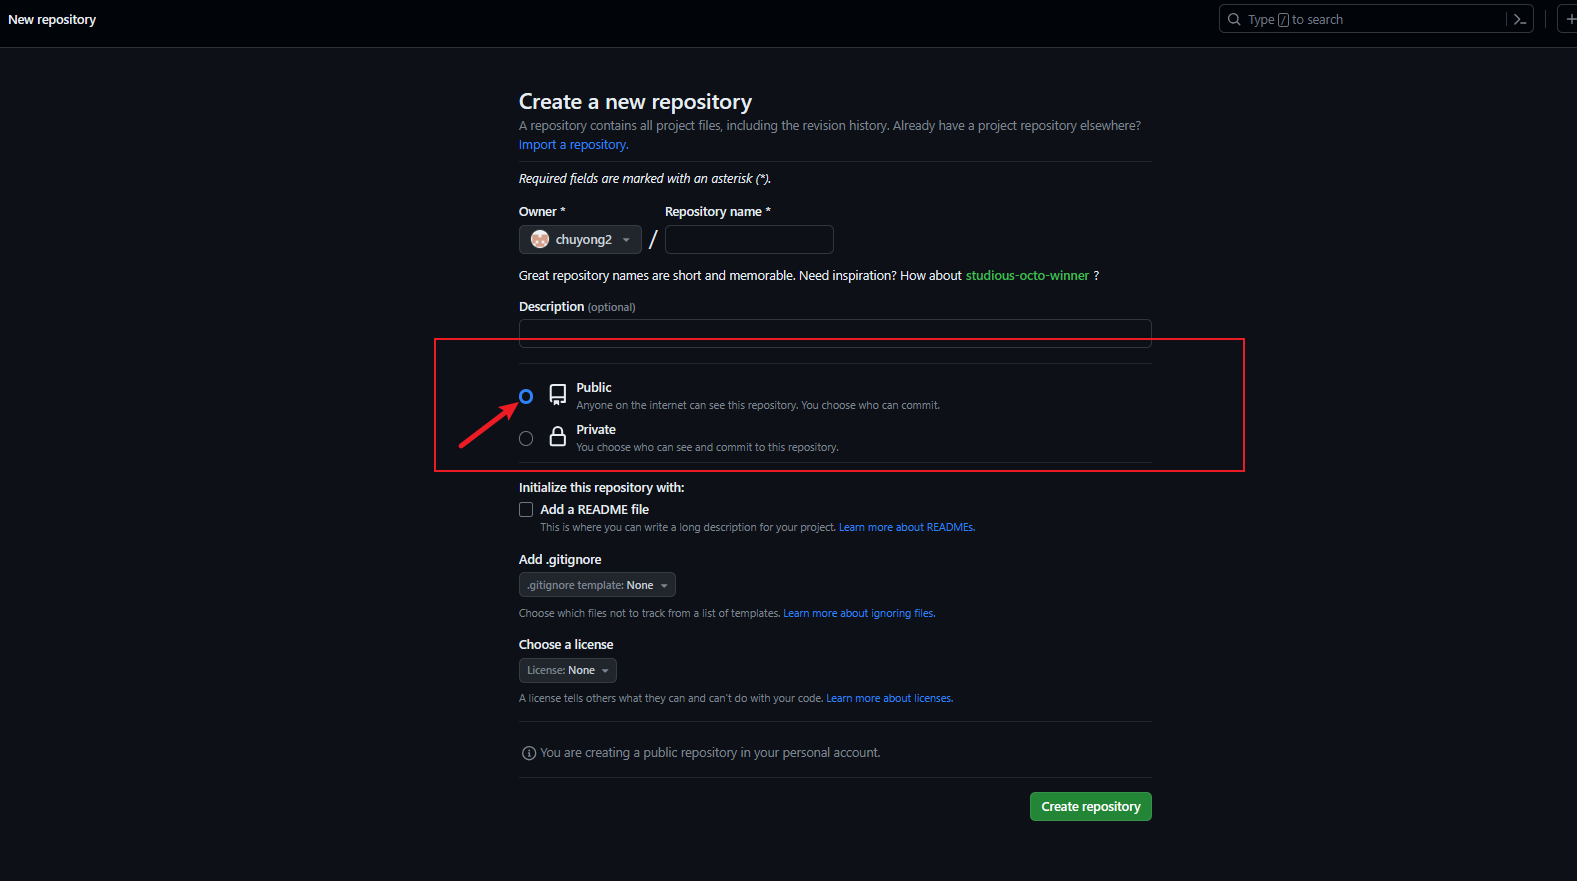 New repository
Type / to search
Create a new repository
A repository contains all project files, including the revision history. Already have a project repository elsewhere?
Import a repository.
Required fields are marked with an asterisk (*).
Owner * Repository name *
chuyong2 /
Great repository names are short and memorable. Need inspiration? How about studious-octo-winner ?
Description (optional)
Public
Anyone on the internet can see this repository. You choose who can commit.
Private
You choose who can see and commit to this repository.
Initialize this repository with:
Add a README file
This is where you can write a long description for your project. Learn more about READMEs.
Add .gitignore
.gitignore template: None
Choose which files not to track from a list of templates. Learn more about ignoring files.
Choose a license
License: None
A license tells others what they can and can't do with your code. Learn more about licenses.
You are creating a public repository in your personal account.
Create repository